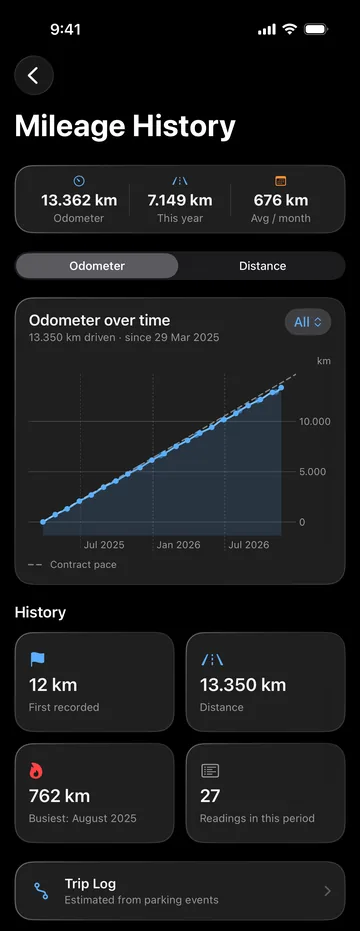 9:41
Mileage History
13.362 km
Odometer
7.149 km
This year
676 km
Avg / month
Odometer
Distance
Odometer over time
13.350 km driven · since 29 Mar 2025
All
km
10.000
5.000
0
Jul 2025
Jan 2026
Jul 2026
Contract pace
History
12 km
First recorded
13.350 km
Distance
762 km
Busiest: August 2025
27
Readings in this period
Trip Log
Estimated from parking events